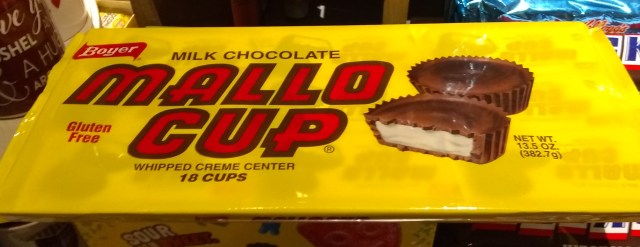 Boyer
MILK CHOCOLATE
MALLO
CUP®
Gluten
Free
WHIPPED CREME CENTER
18 CUPS
NET WT.
13.5 OZ.
(382.7g)
SOUR